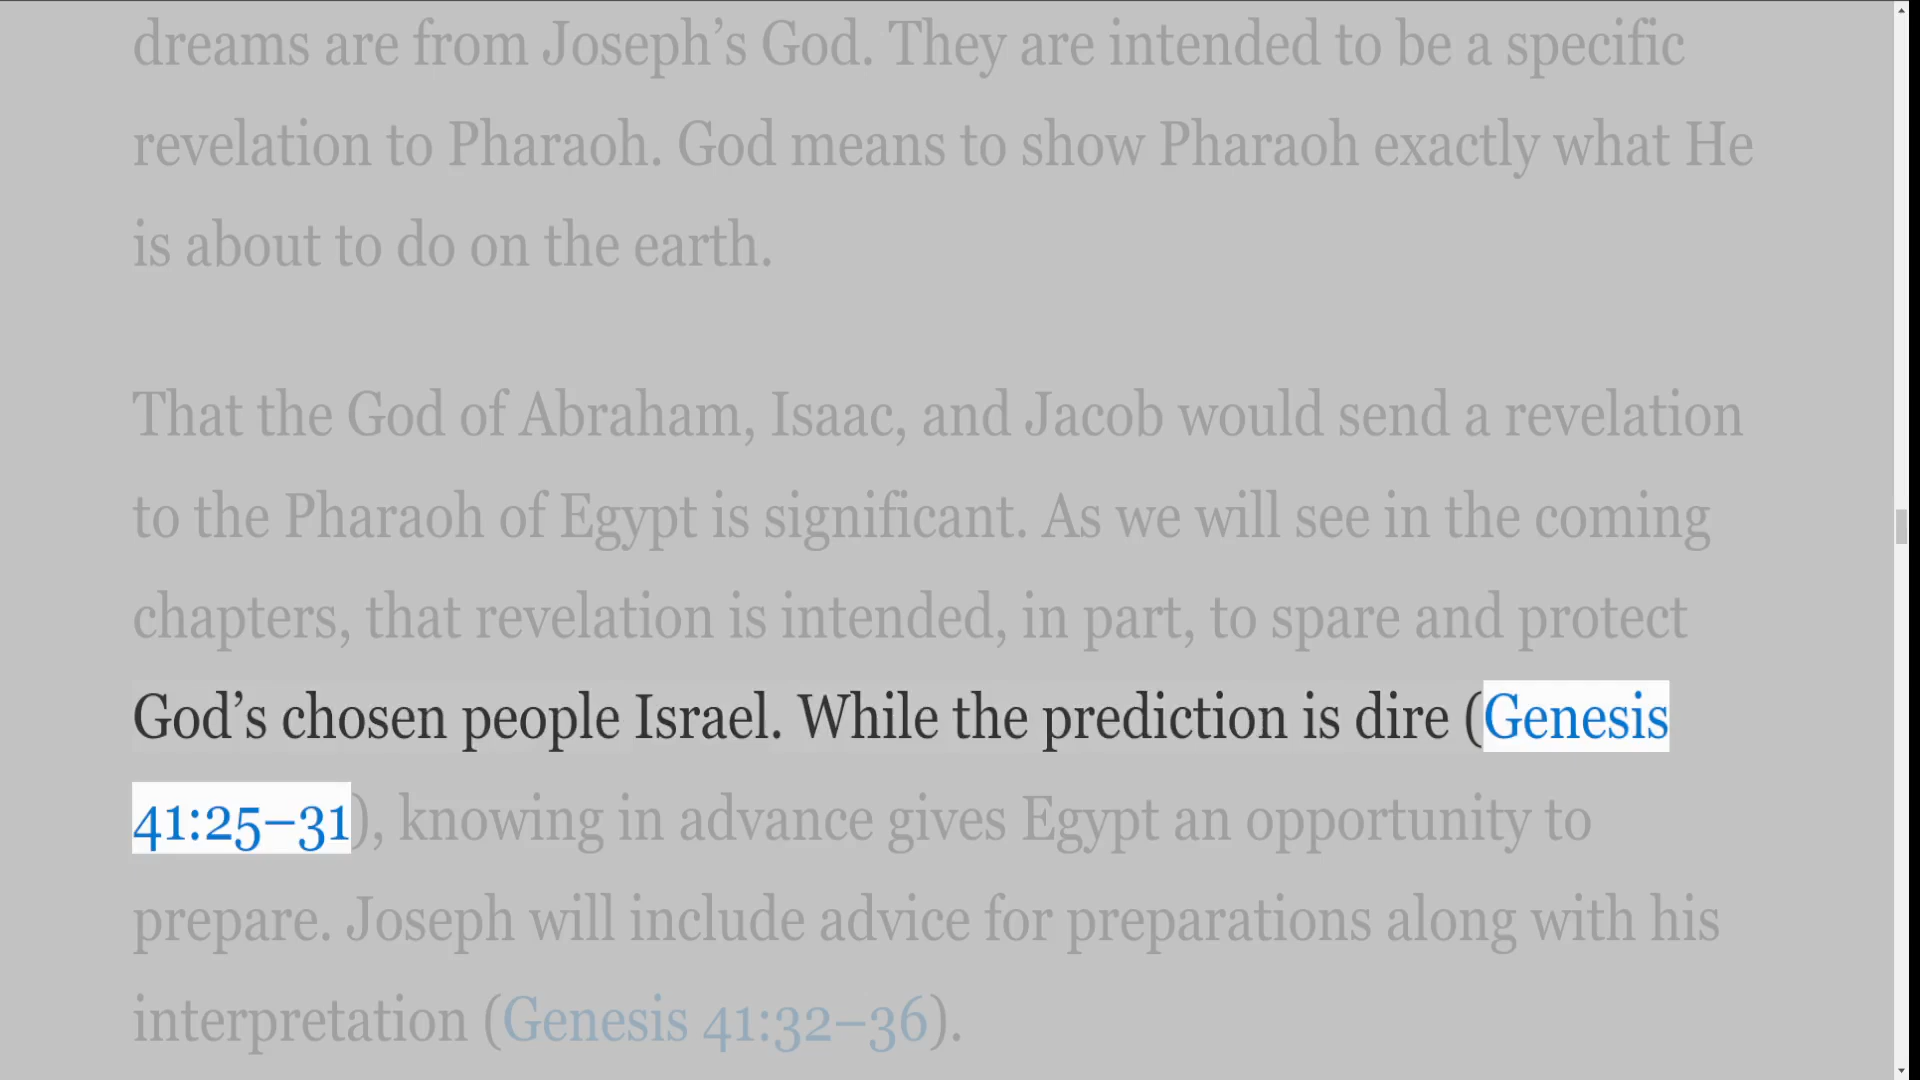 dreams are from Joseph’s God. They are intended to be a specific
revelation to Pharaoh. God means to show Pharaoh exactly what He
is about to do on the earth.
That the God of Abraham, Isaac, and Jacob would send a revelation
to the Pharaoh of Egypt is significant. As we will see in the coming
chapters, that revelation is intended, in part, to spare and protect
God’s chosen people Israel. While the prediction is dire (Genesis
41:25–31), knowing in advance gives Egypt an opportunity to
prepare. Joseph will include advice for preparations along with his
interpretation (Genesis 41:32–36).